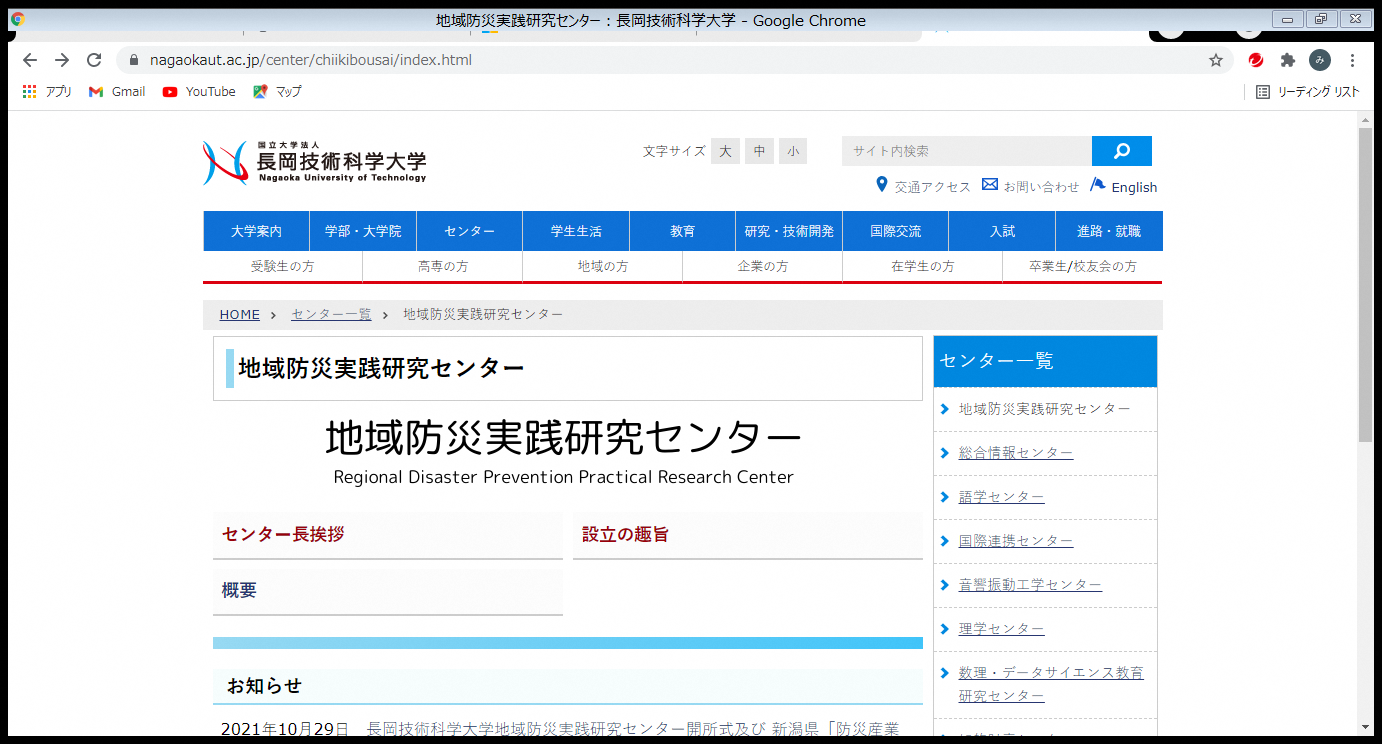 地域防災実践研究センター : 長岡技術科学大学 - Google Chrome
nagaokaut.ac.jp/center/chiikibousai/index.html
み
アプリ Gmail YouTube マップ リーディング リスト
国立大学法人
長岡技術科学大学
Nagaoka University of Technology
文字サイズ 大 中 小 サイト内検索
交通アクセス お問い合わせ English
大学案内 学部・大学院 センター 学生生活 教育 研究・技術開発 国際交流 入試 進路・就職
受験生の方 高専の方 地域の方 企業の方 在学生の方 卒業生/校友会の方
HOME センター一覧 地域防災実践研究センター
地域防災実践研究センター
地域防災実践研究センター
Regional Disaster Prevention Practical Research Center
センター長挨拶 設立の趣旨
概要
お知らせ
2021年10月29日 長岡技術科学大学地域防災実践研究センター開所式及び 新潟県「防災産業
センター一覧
地域防災実践研究センター
総合情報センター
語学センター
国際連携センター
音響振動工学センター
理学センター
数理・データサイエンス教育
研究センター